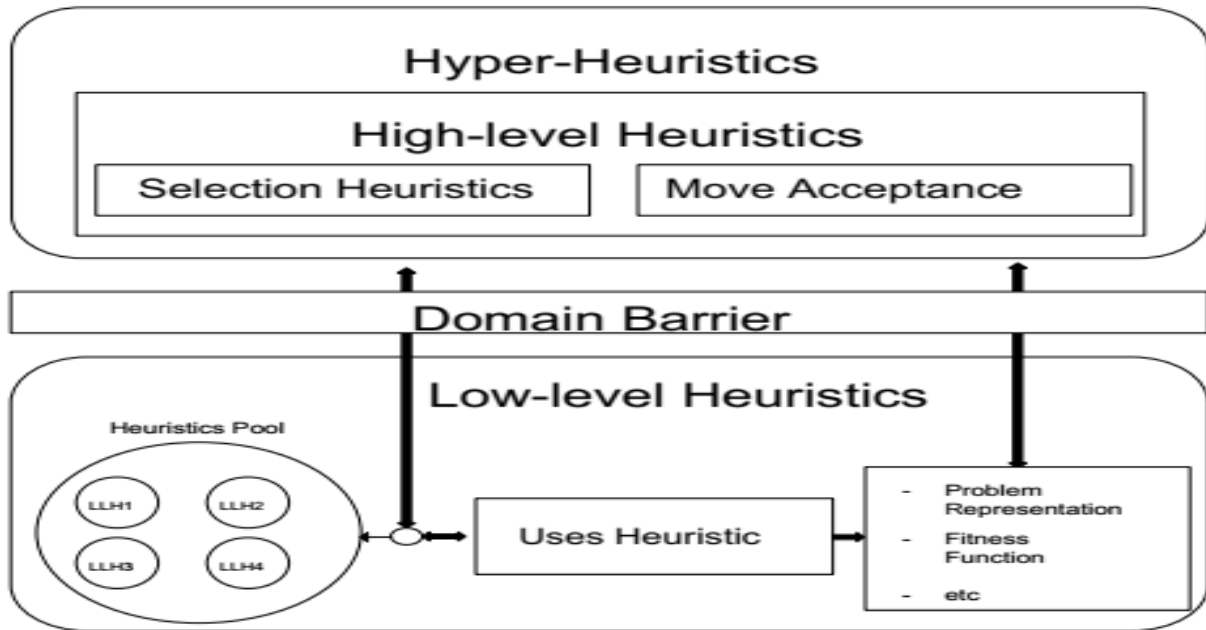 Hyper-Heuristics
High-level Heuristics
Selection Heuristics
Move Acceptance
Domain Barrier
Low-level Heuristics
Heuristics Pool
LLH1
LLH2
LLH3
LLH4
Uses Heuristic
- Problem
Representation
- Fitness
Function
- etc